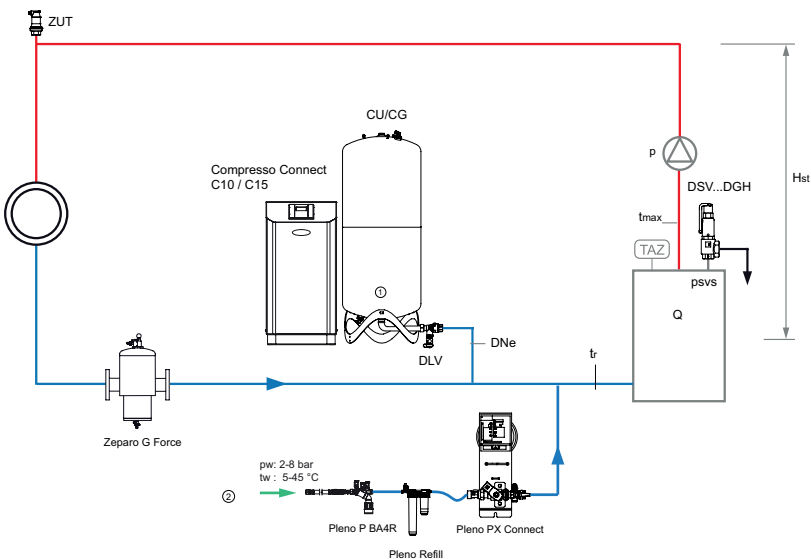 ZUT
CU/CG
Compresso Connect
C10 / C15
p
DSV...DGH
Hst
tmax
TAZ
psvs
1
Q
DNe
DLV
tr
Zeparo G Force
pw: 2-8 bar
tw : 5-45 °C
2
Pleno P BA4R
Pleno PX Connect
Pleno Refill